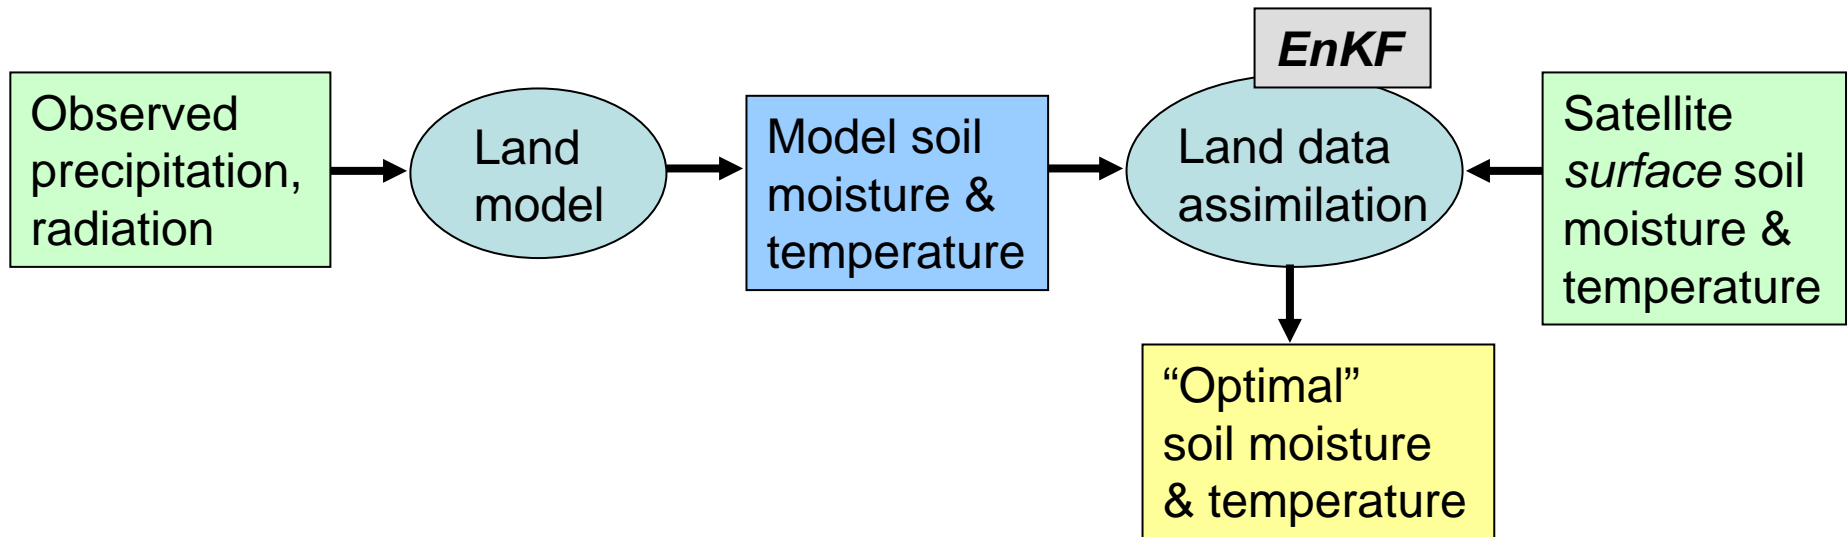 EnKF
Observed
precipitation,
radiation
Land
model
Model soil
moisture &
temperature
Land data
assimilation
Satellite
surface soil
moisture &
temperature
“Optimal”
soil moisture
& temperature